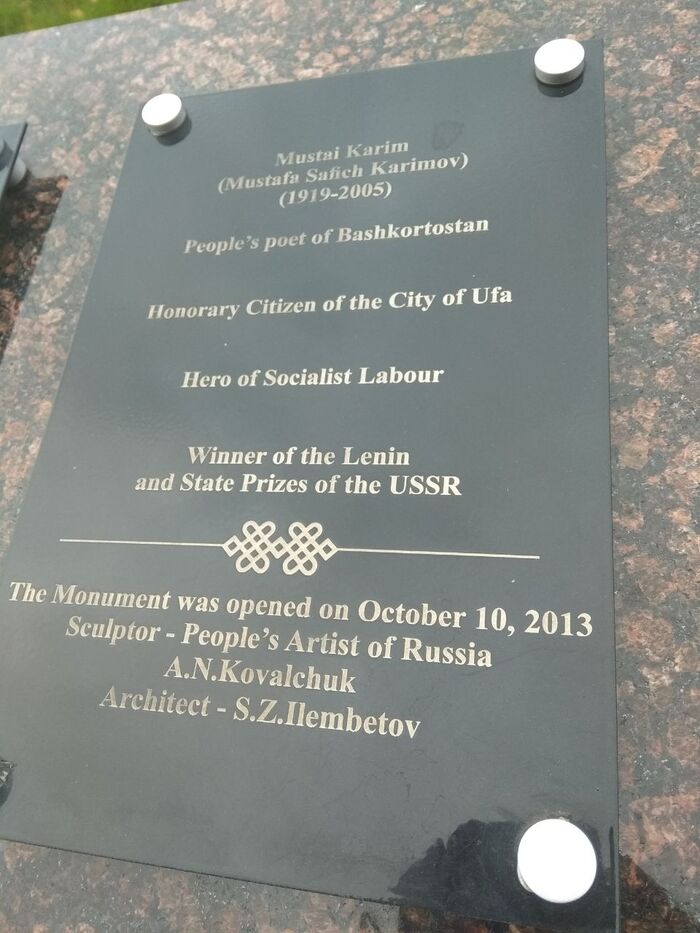 Mustai Karim
(Mustafa Safich Karimov)
(1919-2005)
People's poet of Bashkortostan
Honorary Citizen of the City of Ufa
Hero of Socialist Labour
Winner of the Lenin
and State Prizes of the USSR
The Monument was opened on October 10, 2013
Sculptor - People's Artist of Russia
A.N.Kovalchuk
Architect - S.Z.Ilembetov